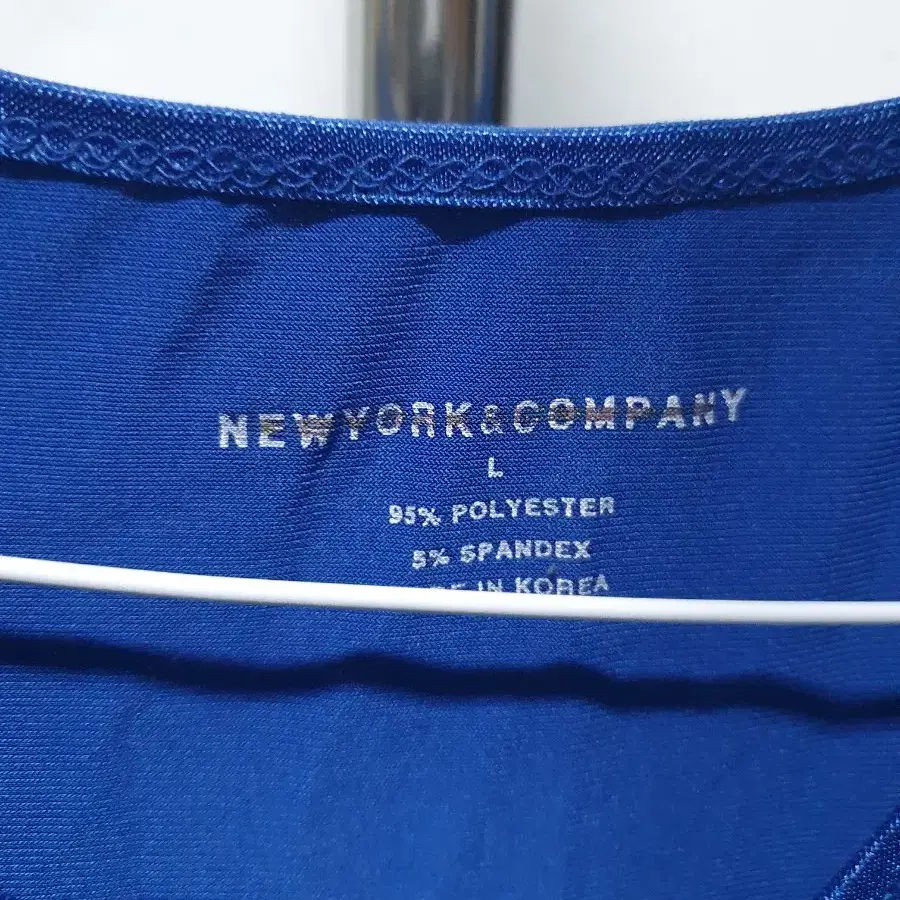 NEWYORK&COMPANY
L
95% POLYESTER
5% SPANDEX
IN KOREA